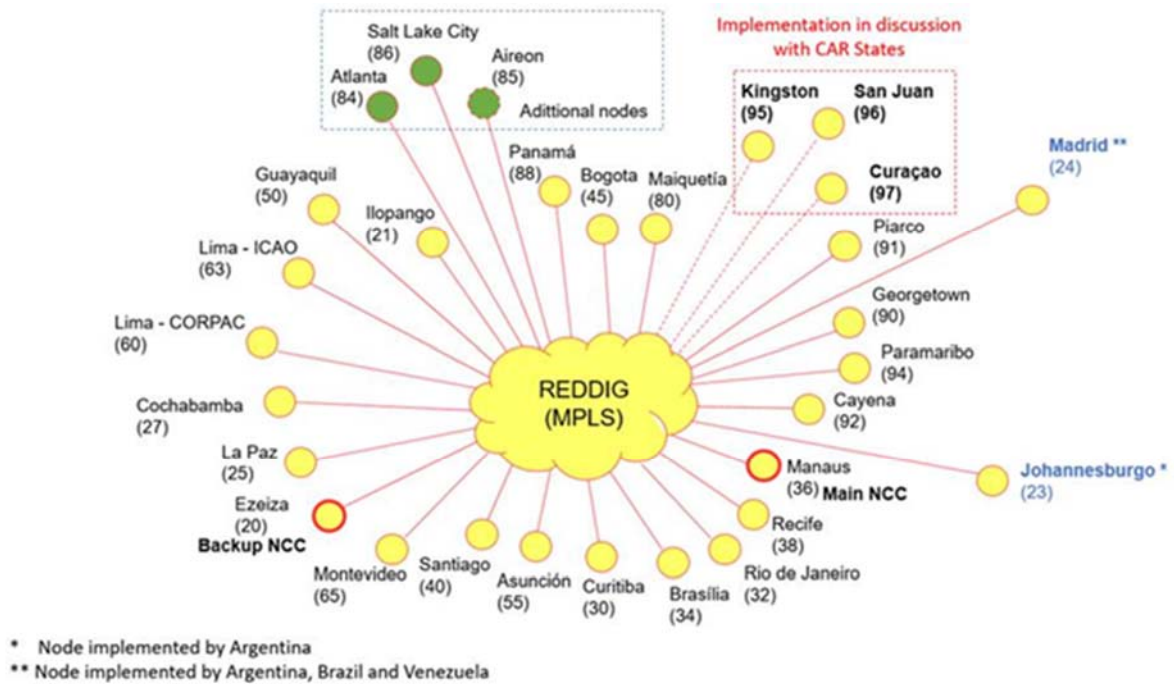 Salt Lake City
(86)
Aireon
(85)
Atlanta
(84)
Adittional nodes
Implementation in discussion
with CAR States
Kingston
(95)
San Juan
(96)
Curaçao
(97)
Madrid **
(24)
Panamá
(88)
Bogota
(45)
Maiquetía
(80)
Guayaquil
(50)
Ilopango
(21)
Piarco
(91)
Lima - ICAO
(63)
Georgetown
(90)
Lima - CORPAC
(60)
Paramaribo
(94)
REDDIG
(MPLS)
Cochabamba
(27)
Cayena
(92)
La Paz
(25)
Manaus
(36) Main NCC
Johannesburgo *
(23)
Ezeiza
(20)
Backup NCC
Recife
(38)
Montevideo
(65)
Santiago
(40)
Asunción
(55)
Curitiba
(30)
Brasília
(34)
Rio de Janeiro
(32)
* Node implemented by Argentina
** Node implemented by Argentina, Brazil and Venezuela